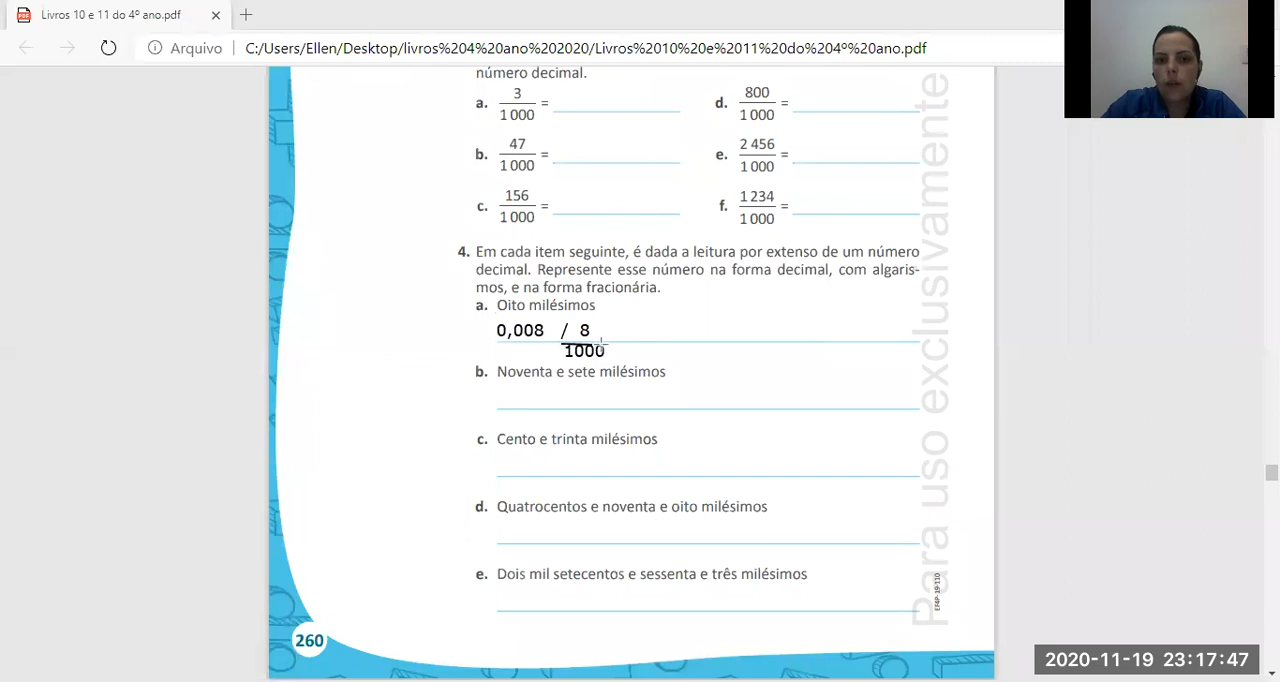 Livros 10 e 11 do 4º ano.pdf
Arquivo
C:/Users/Ellen/Desktop/livros%204%20ano%202020/Livros%2010%20e%2011%20do%204º%20ano.pdf
número decimal.
a. 3/1 000 =
d. 800/1 000 =
b. 47/1 000 =
e. 2 456/1 000 =
c. 156/1 000 =
f. 1 234/1 000 =
4. Em cada item seguinte, é dada a leitura por extenso de um número
decimal. Represente esse número na forma decimal, com algaris-
mos, e na forma fracionária.
a. Oito milésimos
0,008 / 8
1000
b. Noventa e sete milésimos
c. Cento e trinta milésimos
d. Quatrocentos e noventa e oito milésimos
e. Dois mil setecentos e sessenta e três milésimos
Para uso exclusivamente
EF4P-19-110
260
2020-11-19 23:17:47